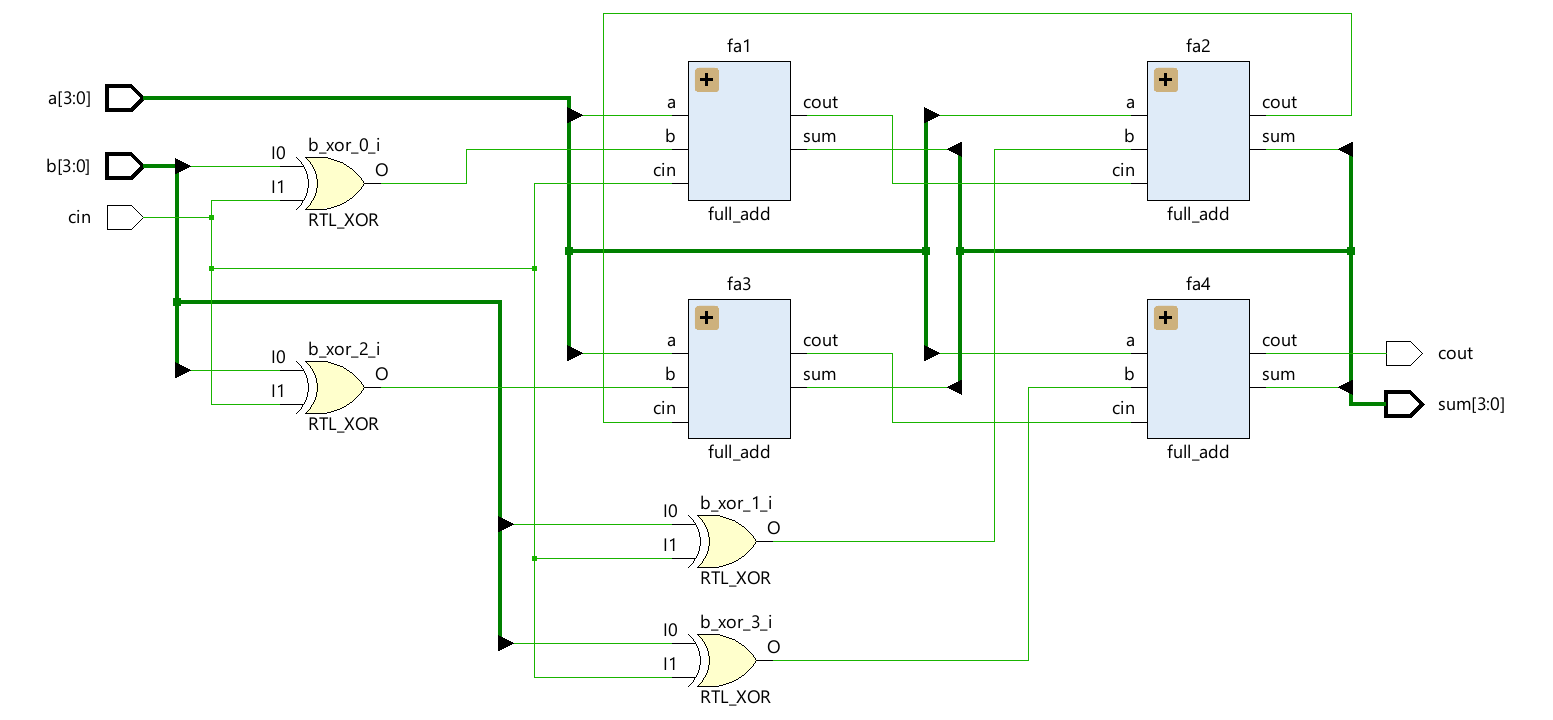 fa1
fa2
a[3:0]
a
cout
a
cout
b_xor_0_i
b
sum
b
sum
b[3:0]
I0
O
cin
cin
I1
cin
RTL_XOR
full_add
full_add
fa3
fa4
b_xor_2_i
a
cout
a
cout
cout
I0
O
b
sum
b
sum
I1
cin
cin
sum[3:0]
RTL_XOR
full_add
full_add
b_xor_1_i
I0
O
I1
RTL_XOR
b_xor_3_i
I0
O
I1
RTL_XOR